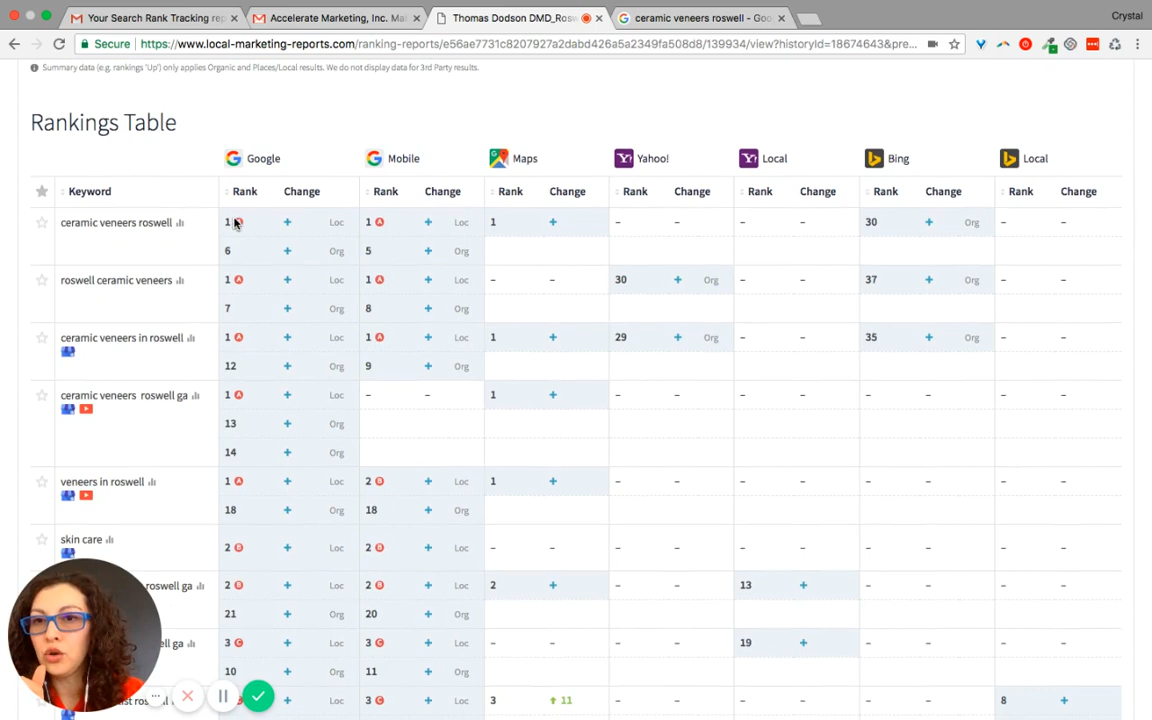 Your Search Rank Tracking rep
Accelerate Marketing, Inc. Mai
Thomas Dodson DMD_Rosw
ceramic veneers roswell - Goo
Crystal
Secure https://www.local-marketing-reports.com/ranking-reports/e56ae7731c8207927a2dabd426a5a2349fa508d8/139934/view?historyId=18674643&pre...
Summary data (e.g. rankings 'Up') only applies Organic and Places/Local results. We do not display data for 3rd Party results.
Rankings Table
Google Mobile Maps Yahoo! Local Bing Local
Keyword Rank Change Rank Change Rank Change Rank Change Rank Change Rank Change Rank Change
ceramic veneers roswell 1 + Loc 1 A + Loc 1 + – – – – 30 + Org – –
6 + Org 5 + Org
roswell ceramic veneers 1 A + Loc 1 A + Loc – – 30 + Org – – 37 + Org – –
7 + Org 8 + Org
ceramic veneers in roswell 1 A + Loc 1 A + Loc 1 + 29 + Org – – 35 + Org – –
12 + Org 9 + Org
ceramic veneers roswell ga 1 A + Loc – – 1 + – – – – – – – –
13 + Org
14 + Org
veneers in roswell 1 A + Loc 2 B + Loc 1 + – – – – – – – –
18 + Org 18 + Org
skin care 2 B + Loc 2 B + Loc – – – – – – – – – –
roswell ga 2 B + Loc 2 B + Loc 2 + – – 13 + – – – –
21 + Org 20 + Org
ell ga 3 C + Loc 3 C + Loc – – – – 19 + – – – –
10 + Org 11 + Org
ist ros + Loc 3 C + Loc 3 11 – – – – – – 8 +